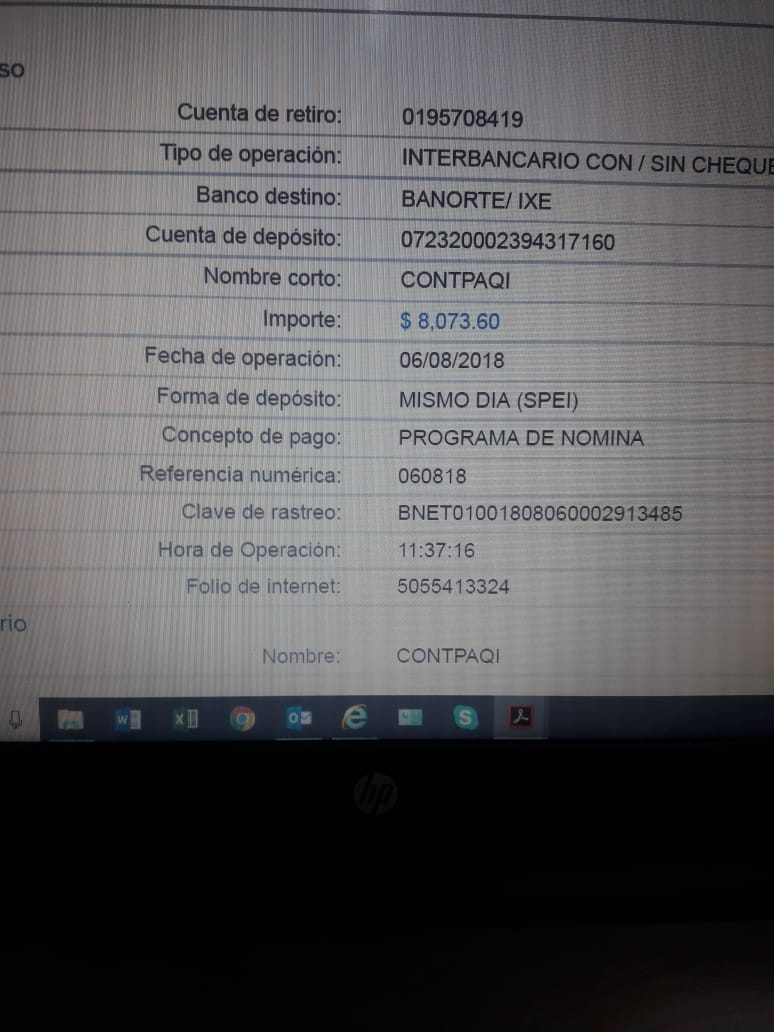 so
Cuenta de retiro: 0195708419
Tipo de operación: INTERBANCARIO CON / SIN CHEQUE
Banco destino: BANORTE/ IXE
Cuenta de depósito: 072320002394317160
Nombre corto: CONTPAQI
Importe: $ 8,073.60
Fecha de operación: 06/08/2018
Forma de depósito: MISMO DIA (SPEI)
Concepto de pago: PROGRAMA DE NOMINA
Referencia numérica: 060818
Clave de rastreo: BNET01001808060002913485
Hora de Operación: 11:37:16
Folio de internet: 5055413324
rio
Nombre: CONTPAQI
hp